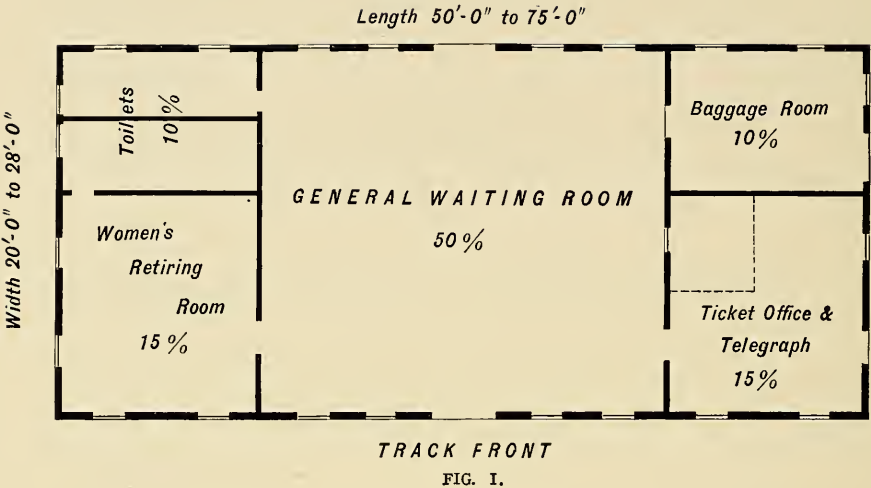 Length 50'-0" to 75'-0"
Width 20'-0" to 28'-0"
Toilets
10%
Women's
Retiring
Room
15%
GENERAL WAITING ROOM
50%
Baggage Room
10%
Ticket Office &
Telegraph
15%
TRACK FRONT
FIG. I.